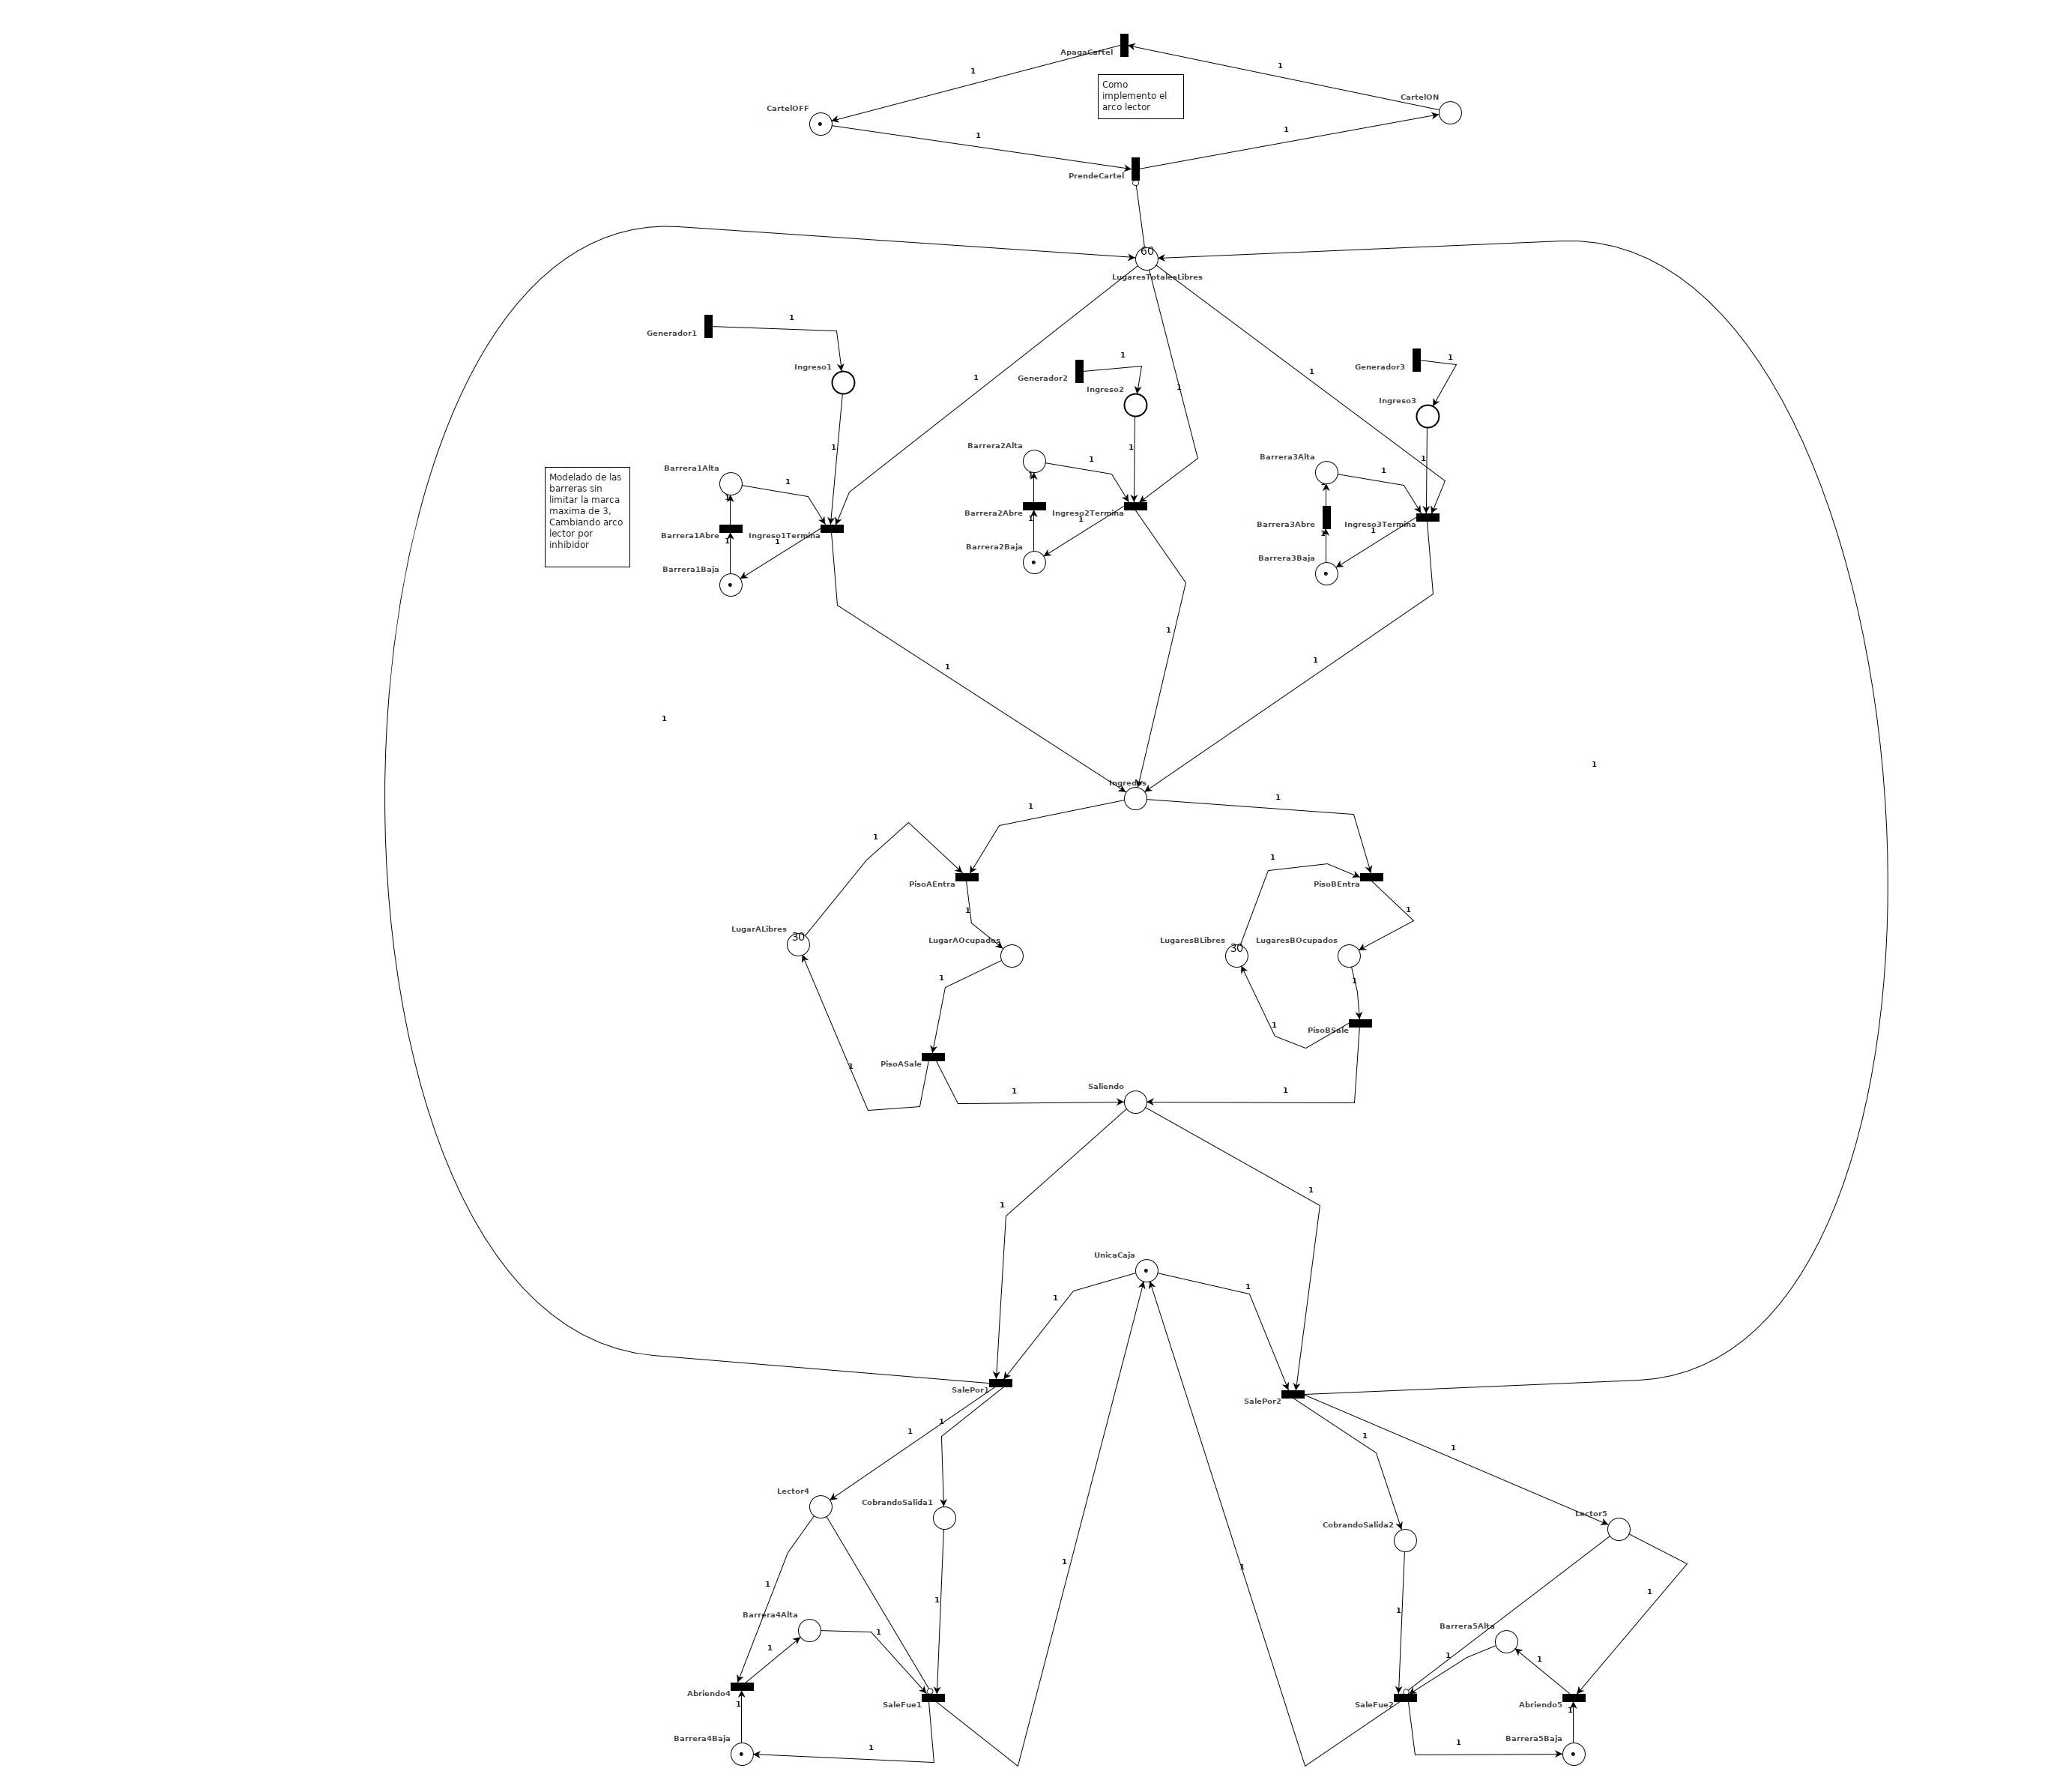 ApagaCartel
1
1
Como
implemento el
arco lector
CartelON
CartelOFF
1
1
PrendeCartel
60
LugaresTotalesLibres
1
Generador1
Ingreso1
1
Generador2
1
Ingreso2
1
1
1
Generador3
1
Ingreso3
Modelado de las
barreras sin
limitar la marca
maxima de 3,
Cambiando arco
lector por
inhibidor
Barrera1Alta
1
1
1
Barrera1Abre
Ingreso1Termina
1
1
Barrera1Baja
Barrera2Alta
1
1
1
Barrera2Abre
Ingreso2Termina
1
1
Barrera2Baja
Barrera3Alta
1
1
Barrera3Abre
Ingreso3Termina
1
1
Barrera3Baja
1
1
1
1
1
1
1
1
1
PisoAEntra
PisoBEntra
1
1
LugarALibres
30
LugarAOcupados
LugaresBLibres
30
LugaresBOcupados
1
1
1
PisoBSale
PisoASale
1
1
1
Saliendo
1
1
UnicaCaja
1
1
SalePor1
SalePor2
1
1
1
1
Lector4
CobrandoSalida1
CobrandoSalida2
Lector5
1
1
1
1
1
1
Barrera4Alta
1
1
Barrera5Alta
1
1
Abriendo4
1
SaleFue1
SaleFue2
Abriendo5
1
Barrera4Baja
1
1
Barrera5Baja